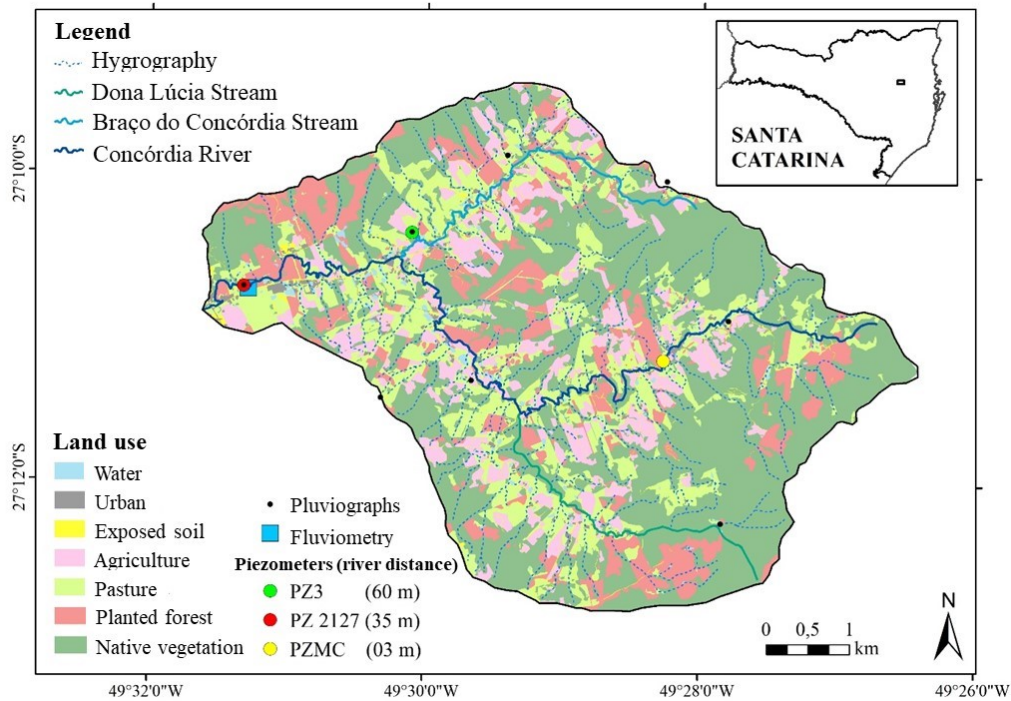 Legend
Hygrography
Dona Lúcia Stream
Braço do Concórdia Stream
Concórdia River
SANTA
CATARINA
27°10'0"S
27°12'0"S
Land use
Water
Urban
Exposed soil
Agriculture
Pasture
Planted forest
Native vegetation
Pluviographs
Fluviometry
Piezometers (river distance)
PZ3 (60 m)
PZ 2127 (35 m)
PZMC (03 m)
N
0 0,5 1
km
49°32'0"W 49°30'0"W 49°28'0"W 49°26'0"W